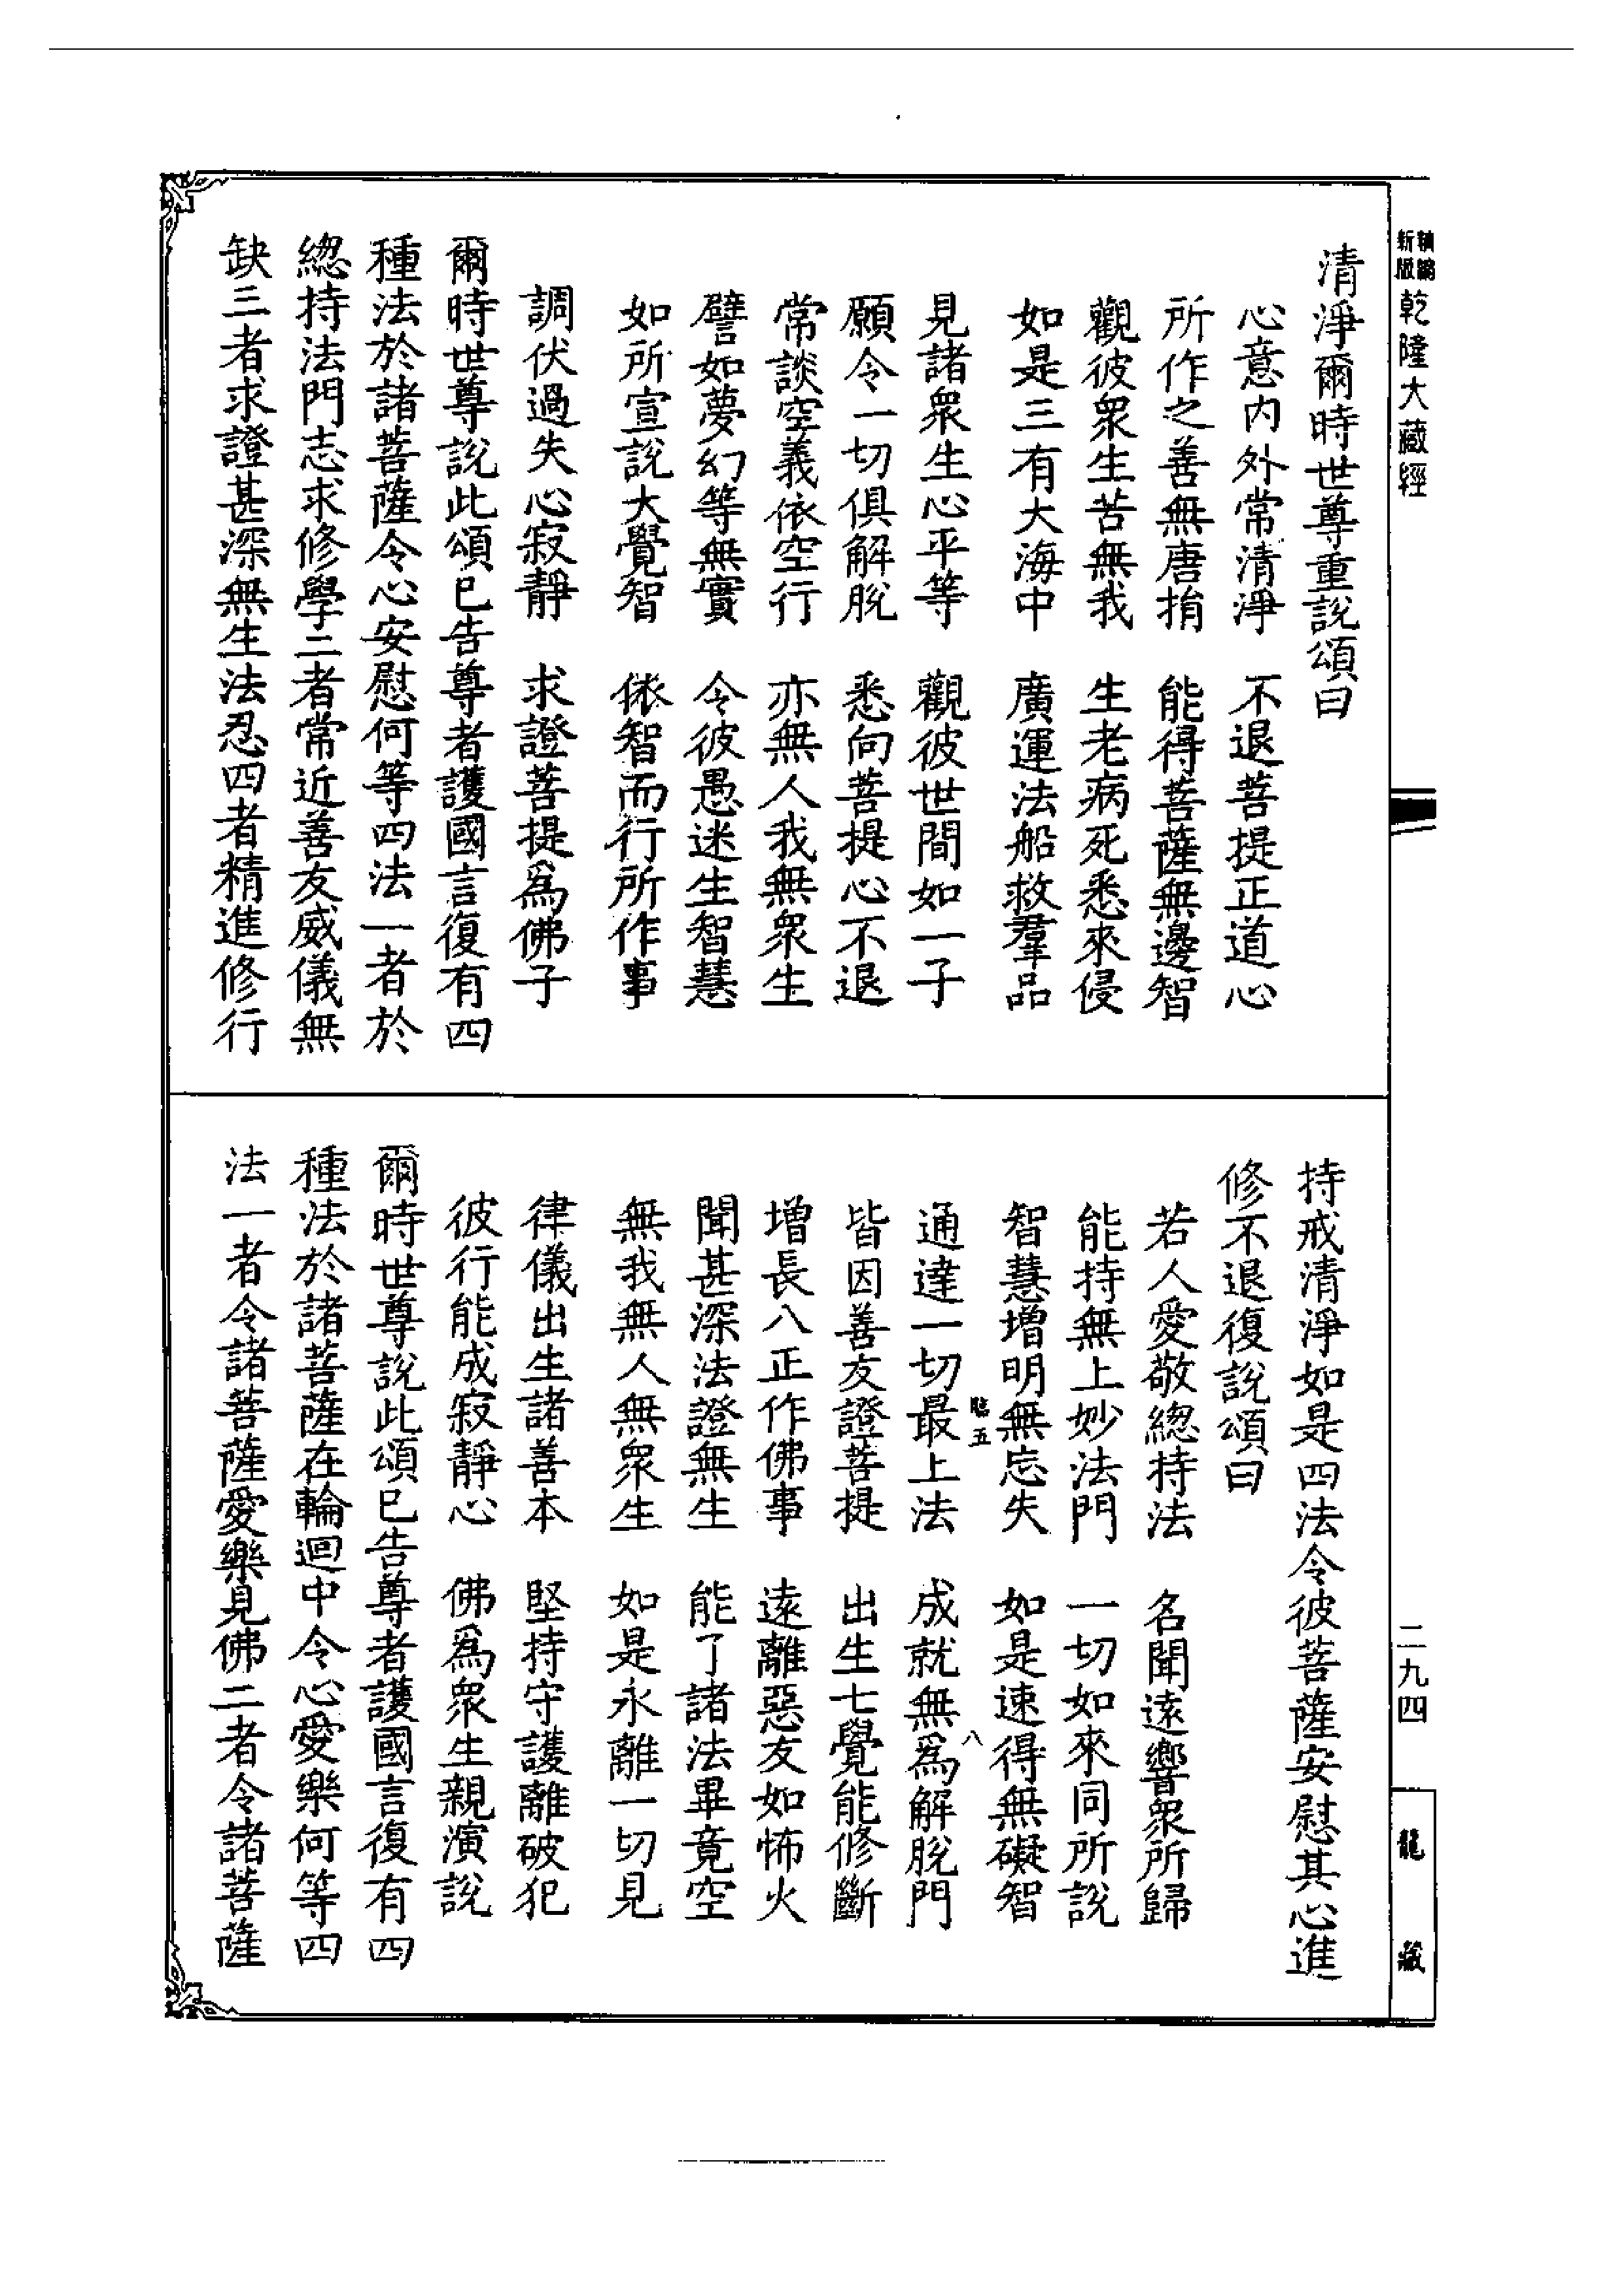 新版
乾隆大藏經
清淨爾時世尊重說頌曰
心意內外常清淨　不退菩提正道心
所作之善無唐捐　能得菩薩無邊智
觀彼眾生苦無我　生老病死悉來侵
如是三有大海中　廣運法船救羣品
見諸眾生心平等　觀彼世間如一子
願令一切俱解脫　悉向菩提心不退
常談空義依空行　亦無人我無眾生
譬如夢幻等無實　令彼愚迷生智慧
如所宣說大覺智　依智而行所作事
調伏過失心寂靜　求證菩提爲佛子
爾時世尊說此頌已告尊者護國言復有四
種法於諸菩薩令心安慰何等四法一者於
緫持法門志求修學二者常近善友威儀無
缺三者求證甚深無生法忍四者精進修行
持戒清淨如是四法令彼菩薩安慰其心進
修不退復說頌曰
若人愛敬緫持法　名聞遠響眾所歸
能持無上妙法門　一切如來同所說
智慧增明無忘失　如是速得無礙智
臨五　八
通達一切最上法　成就無爲解脫門
皆因善友證菩提　出生七覺能修斷
增長八正作佛事　遠離惡友如怖火
聞甚深法證無生　能了諸法畢竟空
無我無人無眾生　如是永離一切見
律儀出生諸善本　堅持守護離破犯
彼行能成寂靜心　佛爲眾生親演說
爾時世尊說此頌已告尊者護國言復有四
種法於諸菩薩在輪迴中令心愛樂何等四
法一者令諸菩薩愛樂見佛二者令諸菩薩
二九四
龍藏